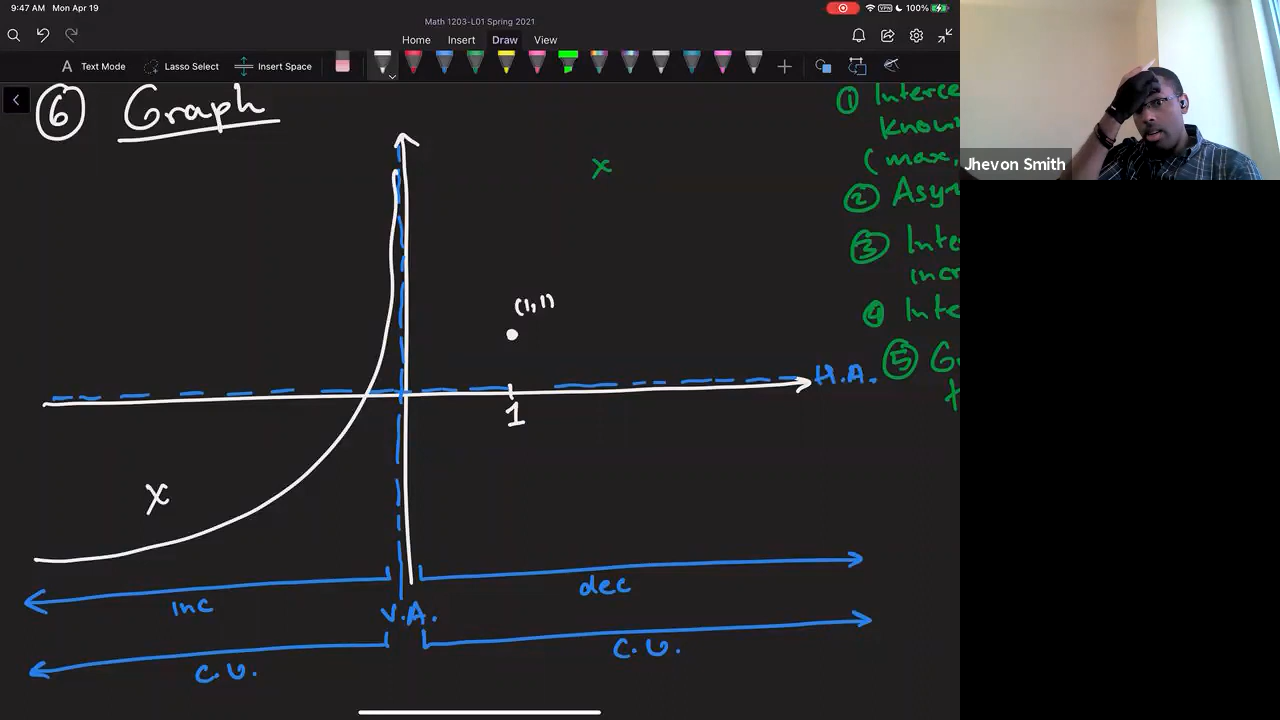 9:47 AM Mon Apr 19
100%
Math 1203-L01 Spring 2021
Home Insert Draw View
Text Mode Lasso Select Insert Space
⑥ Graph
x
① Interce
know
(max,
② Asym
③ Inte
incr
④ Inte
⑤ G
Jhevon Smith
(1,1)
H.A.
1
x
inc
V.A.
dec
C.U.
C.U.